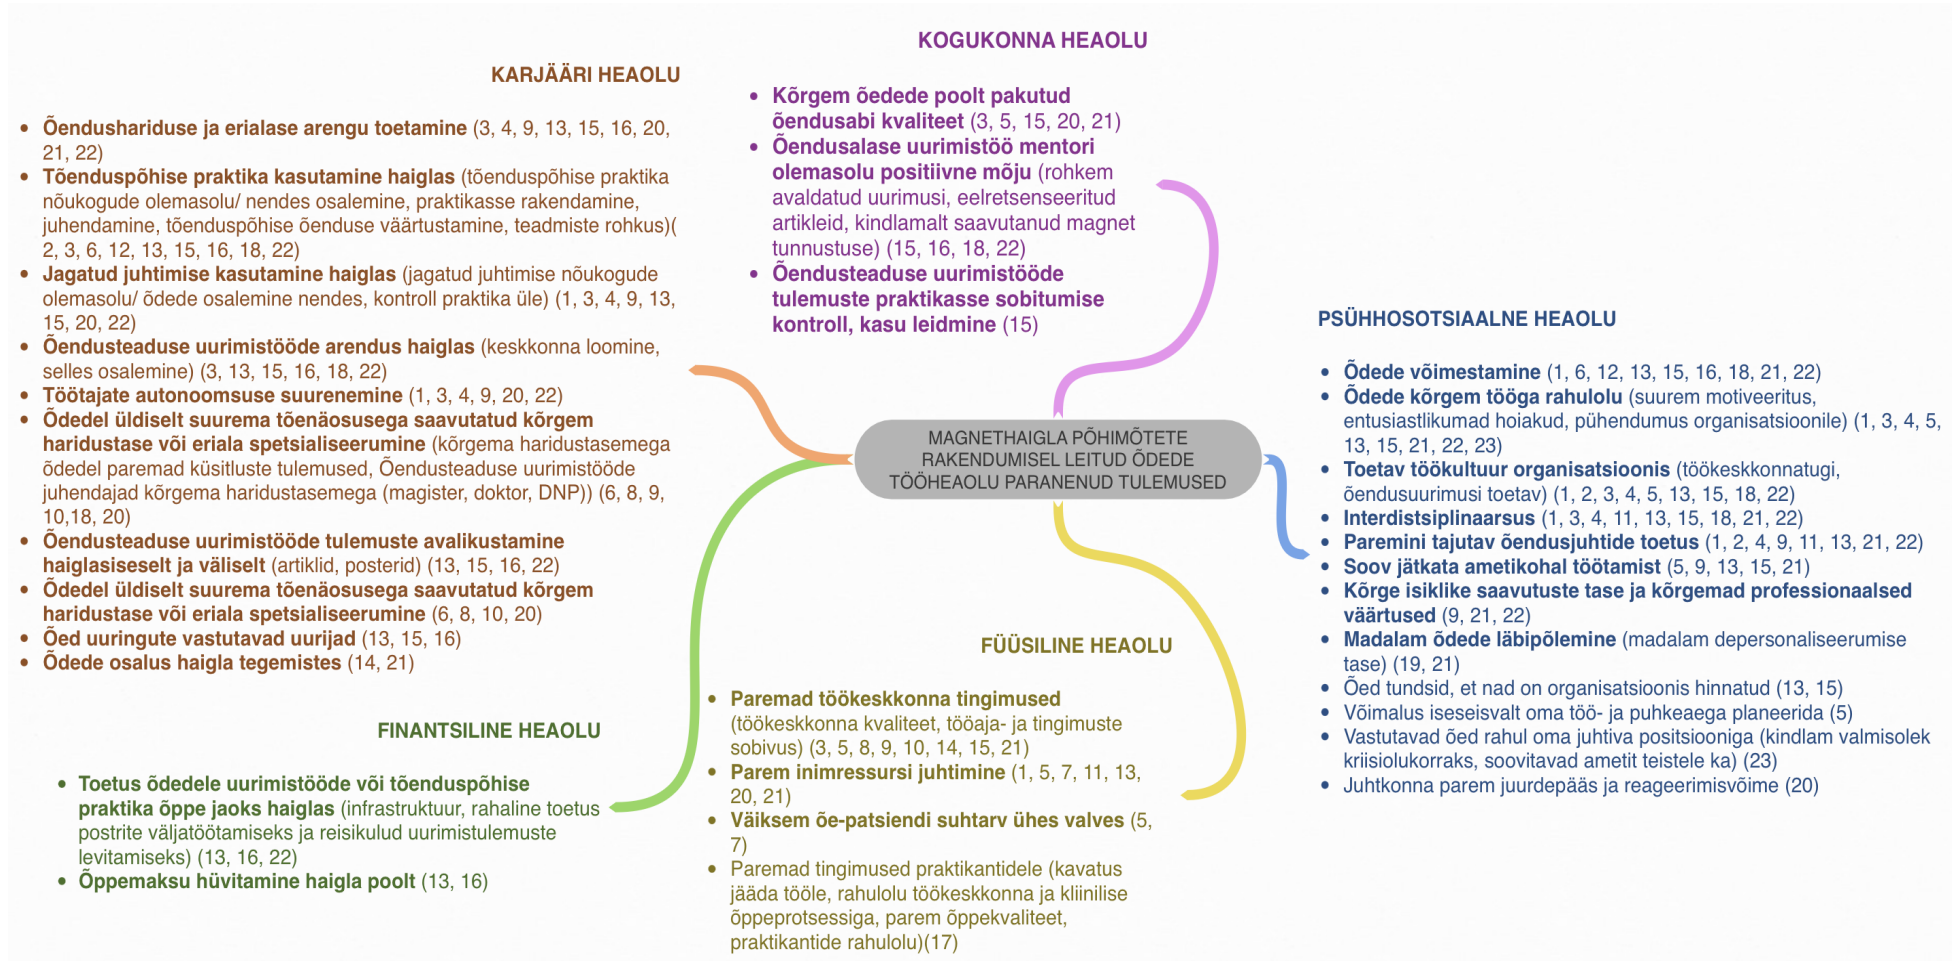 KOGUKONNA HEAOLU
Kõrgem õedede poolt pakutud
õendusabi kvaliteet (3, 5, 15, 20, 21)
Õendusalase uurimistöö mentori
olemasolu positiivne mõju (rohkem
avaldatud uurimusi, eelretsenseeritud
artikleid, kindlamalt saavutanud magnet
tunnustuse) (15, 16, 18, 22)
Õendusteaduse uurimistööde
tulemuste praktikasse sobitumise
kontroll, kasu leidmine (15)
KARJÄÄRI HEAOLU
Õendushariduse ja erialase arengu toetamine (3, 4, 9, 13, 15, 16, 20,
21, 22)
Tõenduspõhise praktika kasutamine haiglas (tõenduspõhise praktika
nõukogude olemasolu/ nendes osalemine, praktikasse rakendamine,
juhendamine, tõenduspõhise õenduse väärtustamine, teadmiste rohkus)(
2, 3, 6, 12, 13, 15, 16, 18, 22)
Jagatud juhtimise kasutamine haiglas (jagatud juhtimise nõukogude
olemasolu/ õdede osalemine nendes, kontroll praktika üle) (1, 3, 4, 9, 13,
15, 20, 22)
Õendusteaduse uurimistööde arendus haiglas (keskkonna loomine,
selles osalemine) (3, 13, 15, 16, 18, 22)
Töötajate autonoomsuse suurenemine (1, 3, 4, 9, 20, 22)
Õdedel üldiselt suurema tõenäosusega saavutatud kõrgem
haridustase või eriala spetsialiseerumine (kõrgema haridustasemega
õdedel paremad küsitluste tulemused, Õendusteaduse uurimistööde
juhendajad kõrgema haridustasemega (magister, doktor, DNP)) (6, 8, 9,
10,18, 20)
Õendusteaduse uurimistööde tulemuste avalikustamine
haiglasiseselt ja väliselt (artiklid, posterid) (13, 15, 16, 22)
Õdedel üldiselt suurema tõenäosusega saavutatud kõrgem
haridustase või eriala spetsialiseerumine (6, 8, 10, 20)
Õed uuringute vastutavad uurijad (13, 15, 16)
Õdede osalus haigla tegemistes (14, 21)
MAGNETHAIGLA PÕHIMÕTETE
RAKENDUMISEL LEITUD ÕDEDE
TÖÖHEAOLU PARANENUD TULEMUSED
PSÜHHOSOTSIAALNE HEAOLU
Õdede võimestamine (1, 6, 12, 13, 15, 16, 18, 21, 22)
Õdede kõrgem tööga rahulolu (suurem motiveeritus,
entusiastlikumad hoiakud, pühendumus organisatsioonile) (1, 3, 4, 5,
13, 15, 21, 22, 23)
Toetav töökultuur organisatsioonis (töökeskkonnatugi,
õendusuurimusi toetav) (1, 2, 3, 4, 5, 13, 15, 18, 22)
Interdistsiplinaarsus (1, 3, 4, 11, 13, 15, 18, 21, 22)
Paremini tajutav õendusjuhtide toetus (1, 2, 4, 9, 11, 13, 21, 22)
Soov jätkata ametikohal töötamist (5, 9, 13, 15, 21)
Kõrge isiklike saavutuste tase ja kõrgemad professionaalsed
väärtused (9, 21, 22)
Madalam õdede läbipõlemine (madalam depersonaliseerumise
tase) (19, 21)
Õed tundsid, et nad on organisatsioonis hinnatud (13, 15)
Võimalus iseseisvalt oma töö- ja puhkeaega planeerida (5)
Vastutavad õed rahul oma juhtiva positsiooniga (kindlam valmisolek
kriisiolukorraks, soovitavad ametit teistele ka) (23)
Juhtkonna parem juurdepääs ja reageerimisvõime (20)
FINANTSILINE HEAOLU
Toetus õdedele uurimistööde või tõenduspõhise
praktika õppe jaoks haiglas (infrastruktuur, rahaline toetus
postrite väljatöötamiseks ja reisikulud uurimistulemuste
levitamiseks) (13, 16, 22)
Õppemaksu hüvitamine haigla poolt (13, 16)
FÜÜSILINE HEAOLU
Paremad töökeskkonna tingimused
(töökeskkonna kvaliteet, tööaja- ja tingimuste
sobivus) (3, 5, 8, 9, 10, 14, 15, 21)
Parem inimressursi juhtimine (1, 5, 7, 11, 13,
20, 21)
Väiksem õe-patsiendi suhtarv ühes valves (5,
7)
Paremad tingimused praktikantidele (kavatus
jääda tööle, rahulolu töökeskkonna ja kliinilise
õppeprotsessiga, parem õppekvaliteet,
praktikantide rahulolu)(17)